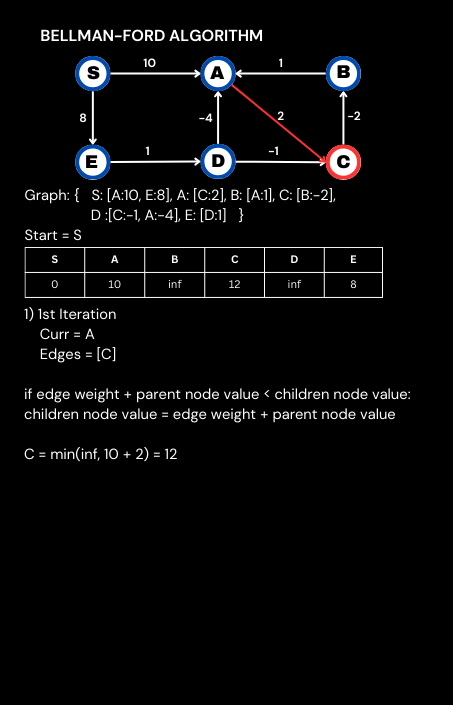 BELLMAN-FORD ALGORITHM
10 1
S A B
8 -4 2 -2
1 -1
E D C
Graph: { S: [A:10, E:8], A: [C:2], B: [A:1], C: [B:-2],
D :[C:-1, A:-4], E: [D:1] }
Start = S
S A B C D E
0 10 inf 12 inf 8
1) 1st Iteration
Curr = A
Edges = [C]
if edge weight + parent node value < children node value:
children node value = edge weight + parent node value
C = min(inf, 10 + 2) = 12